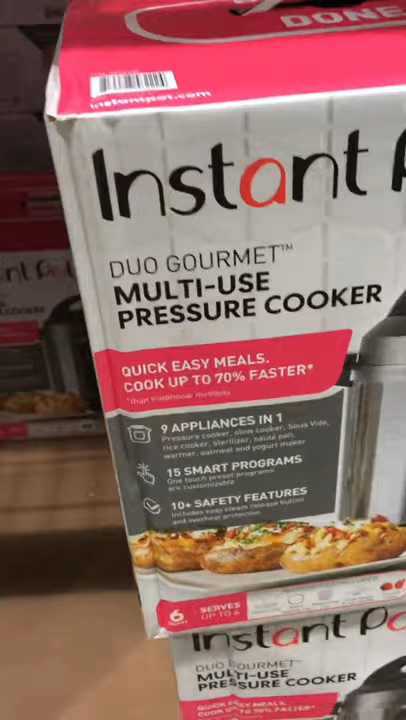 DONE
instantpot.com
Instant P
DUO GOURMET™
MULTI-USE
PRESSURE COOKER
QUICK EASY MEALS.
COOK UP TO 70% FASTER*
*than traditional methods
9 APPLIANCES IN 1
Pressure cooker, slow cooker, Sous Vide,
rice cooker, sterilizer, sauté pan,
warmer, oatmeal and yogurt maker
15 SMART PROGRAMS
One touch preset programs
are customizable
10+ SAFETY FEATURES
Includes easy steam release button
and overheat protection
6 SERVES
UP TO 6
Instant Po
DUO GOURMET™
MULTI-USE
PRESSURE COOKER
QUICK EASY MEALS.
COOK UP TO 70% FASTER*